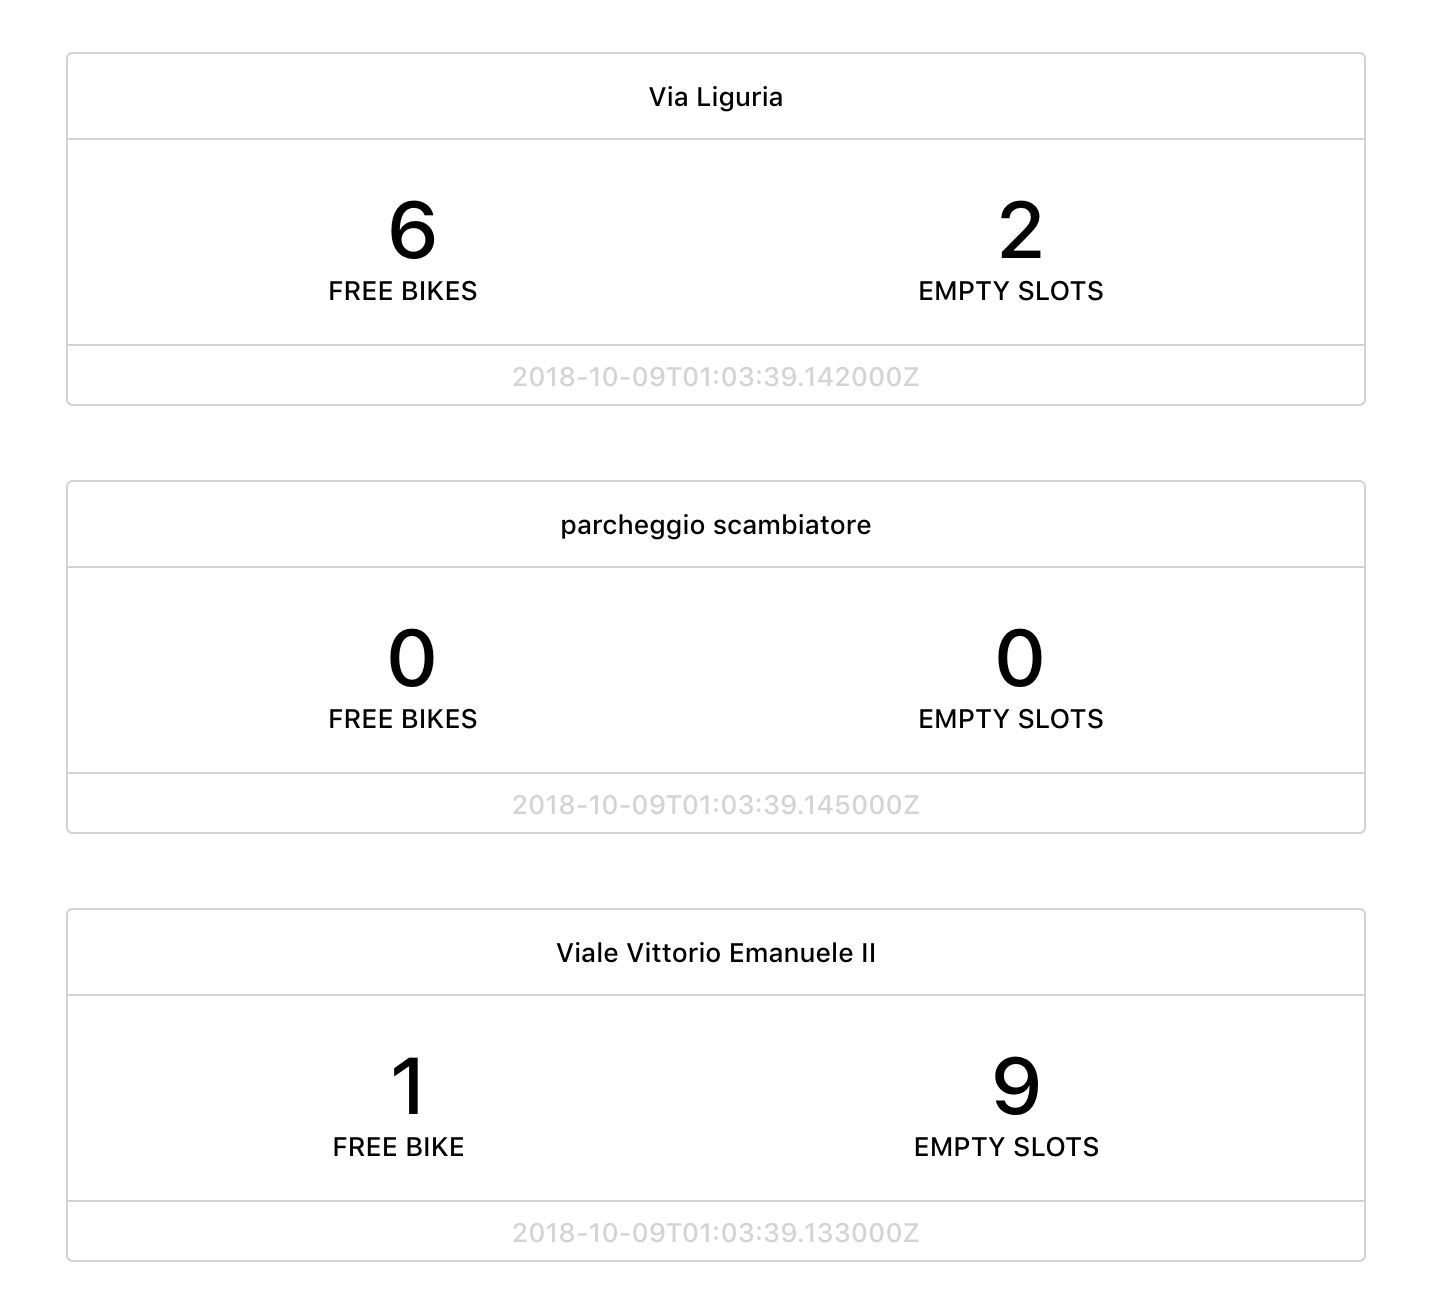 Via Liguria
6 2
FREE BIKES EMPTY SLOTS
2018-10-09T01:03:39.142000Z
parcheggio scambiatore
0 0
FREE BIKES EMPTY SLOTS
2018-10-09T01:03:39.145000Z
Viale Vittorio Emanuele II
1 9
FREE BIKE EMPTY SLOTS
2018-10-09T01:03:39.133000Z